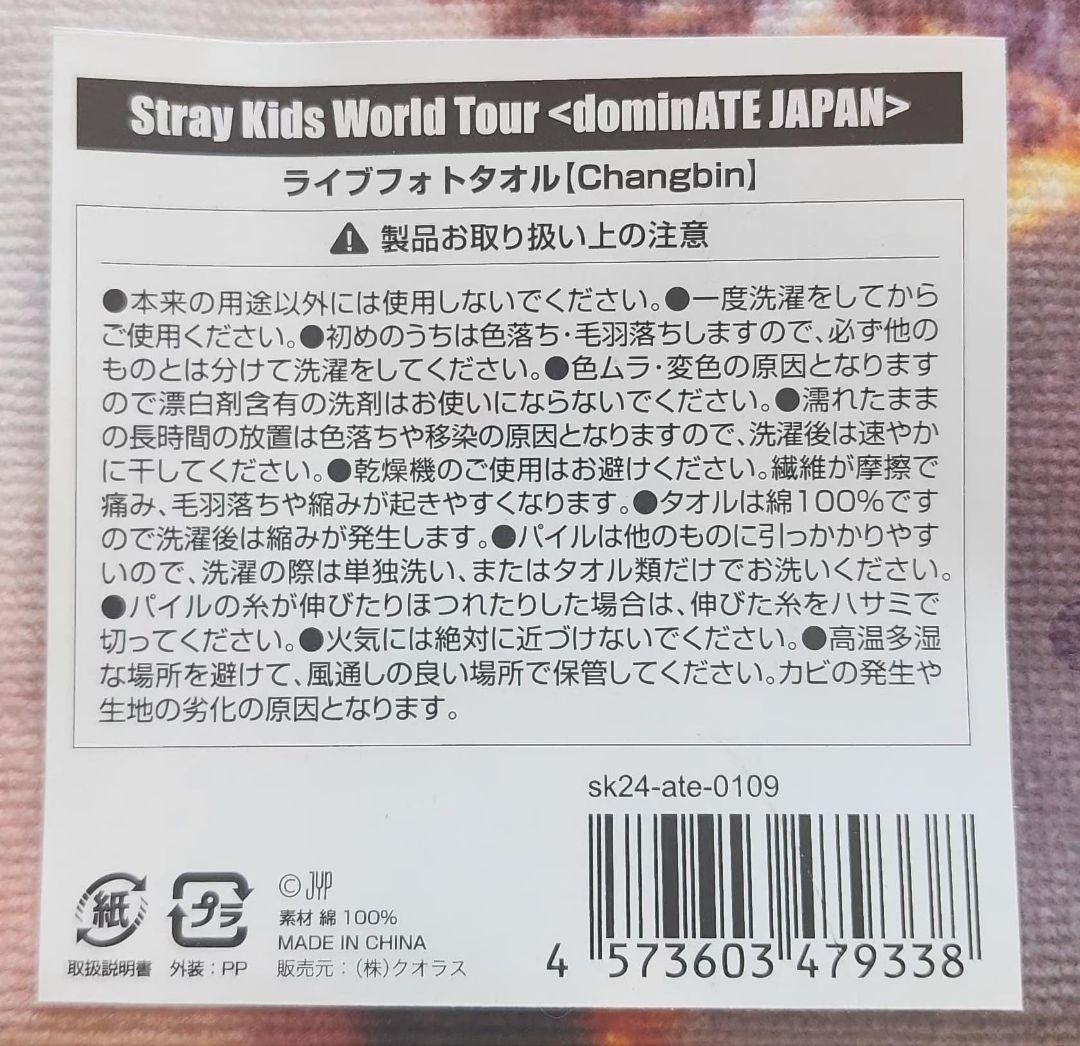 Stray Kids World Tour <dominATE JAPAN>
ライブフォトタオル【Changbin】
製品お取り扱い上の注意
●本来の用途以外には使用しないでください。●一度洗濯をしてから
ご使用ください。●初めのうちは色落ち・毛羽落ちしますので、必ず他の
ものとは分けて洗濯をしてください。●色ムラ・変色の原因となります
ので漂白剤含有の洗剤はお使いにならないでください。●濡れたまま
の長時間の放置は色落ちや移染の原因となりますので、洗濯後は速やか
に干してください。●乾燥機のご使用はお避けください。繊維が摩擦で
痛み、毛羽落ちや縮みが起きやすくなります。●タオルは綿100%です
ので洗濯後は縮みが発生します。●パイルは他のものに引っかかりやす
いので、洗濯の際は単独洗い、またはタオル類だけでお洗いください。
●パイルの糸が伸びたりほつれたりした場合は、伸びた糸をハサミで
切ってください。●火気には絶対に近づけないでください。●高温多湿
な場所を避けて、風通しの良い場所で保管してください。カビの発生や
生地の劣化の原因となります。
sk24-ate-0109
4 573603 479338
紙
取扱説明書
プラ
外装：PP
©JYP
素材 綿 100%
MADE IN CHINA
販売元：(株)クオラス